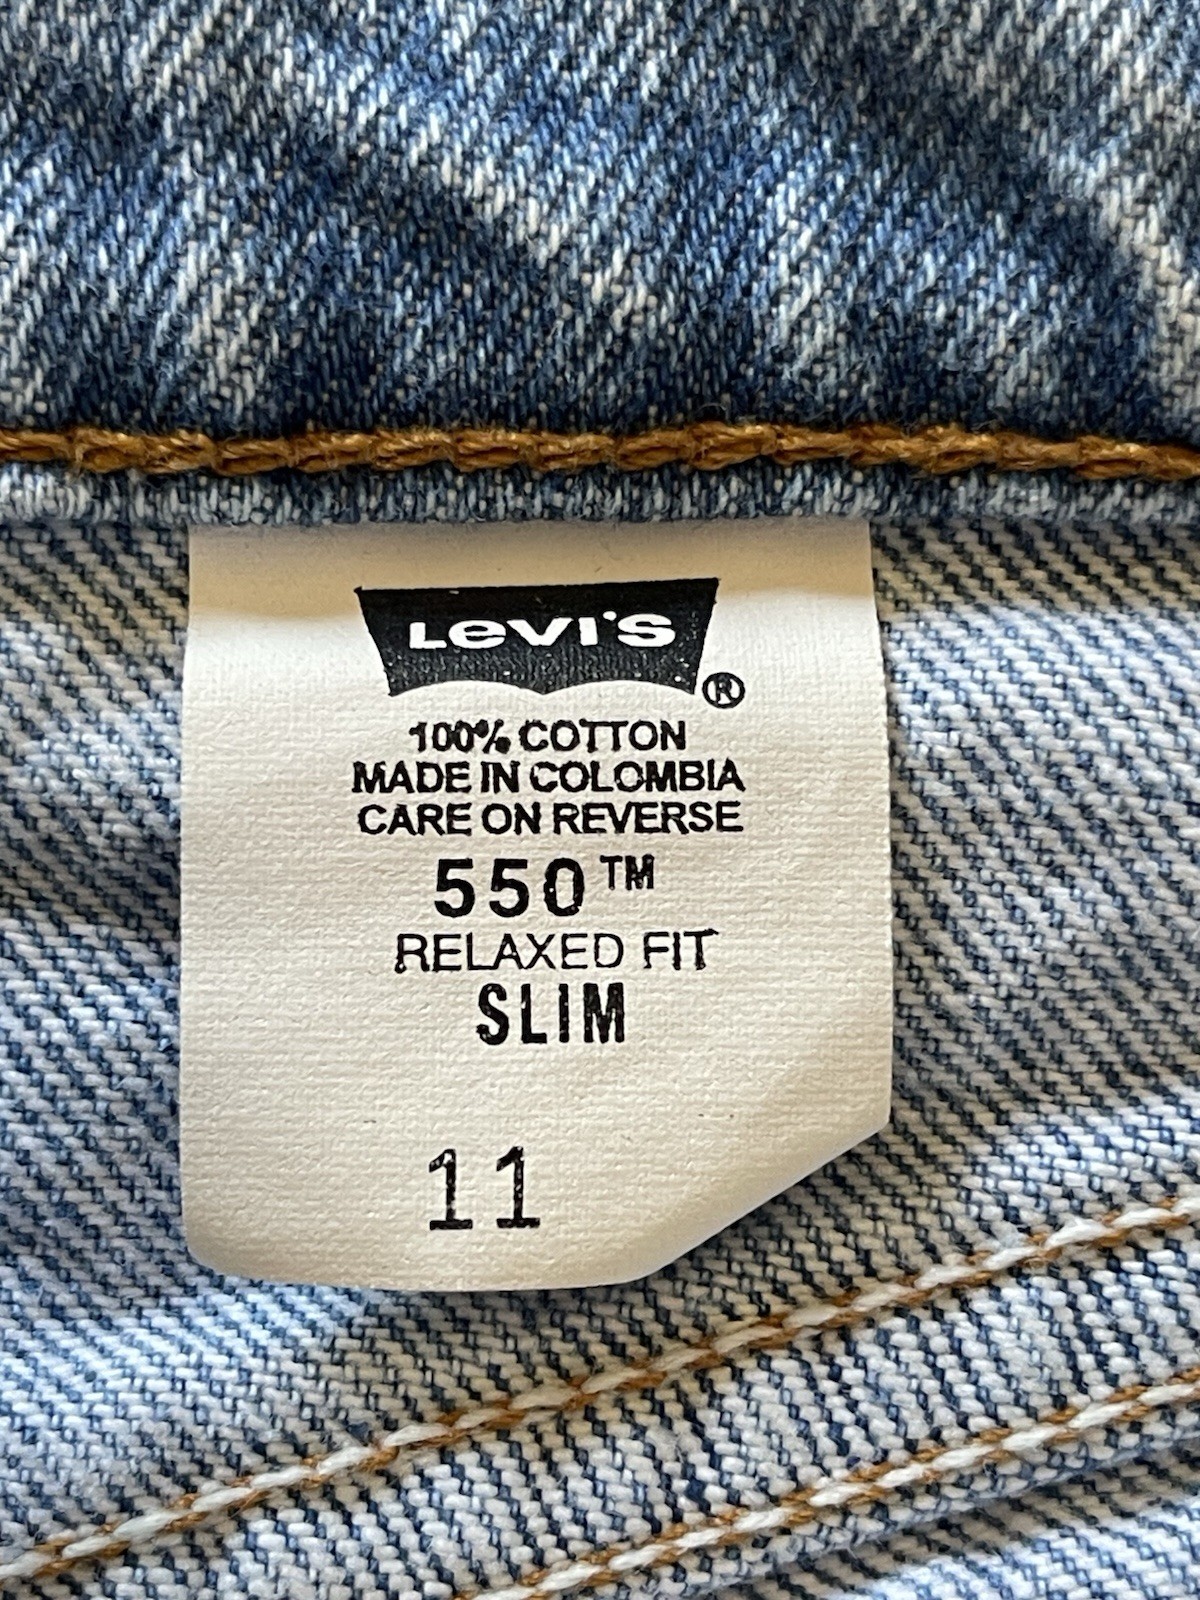 Levi's ®
100% COTTON
MADE IN COLOMBIA
CARE ON REVERSE
550™
RELAXED FIT
SLIM
11